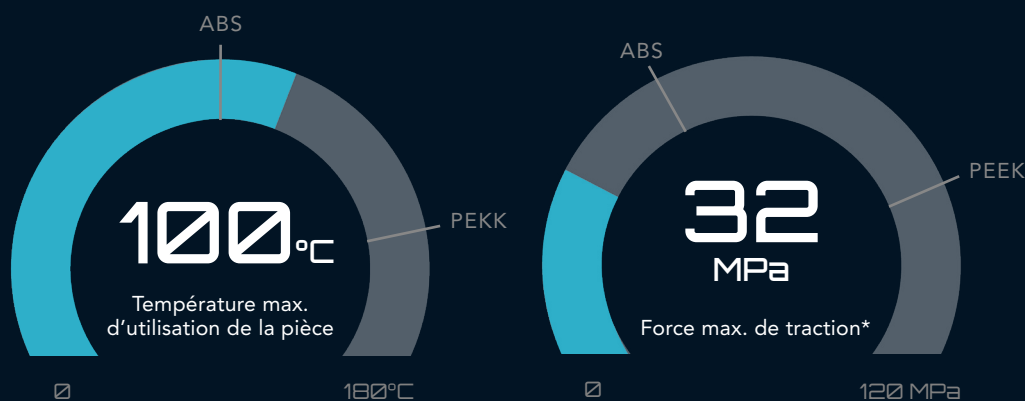 ABS
PEKK
100°C
Température max.
d'utilisation de la pièce
0
180°C
ABS
PEEK
32
MPa
Force max. de traction*
0
120 MPa